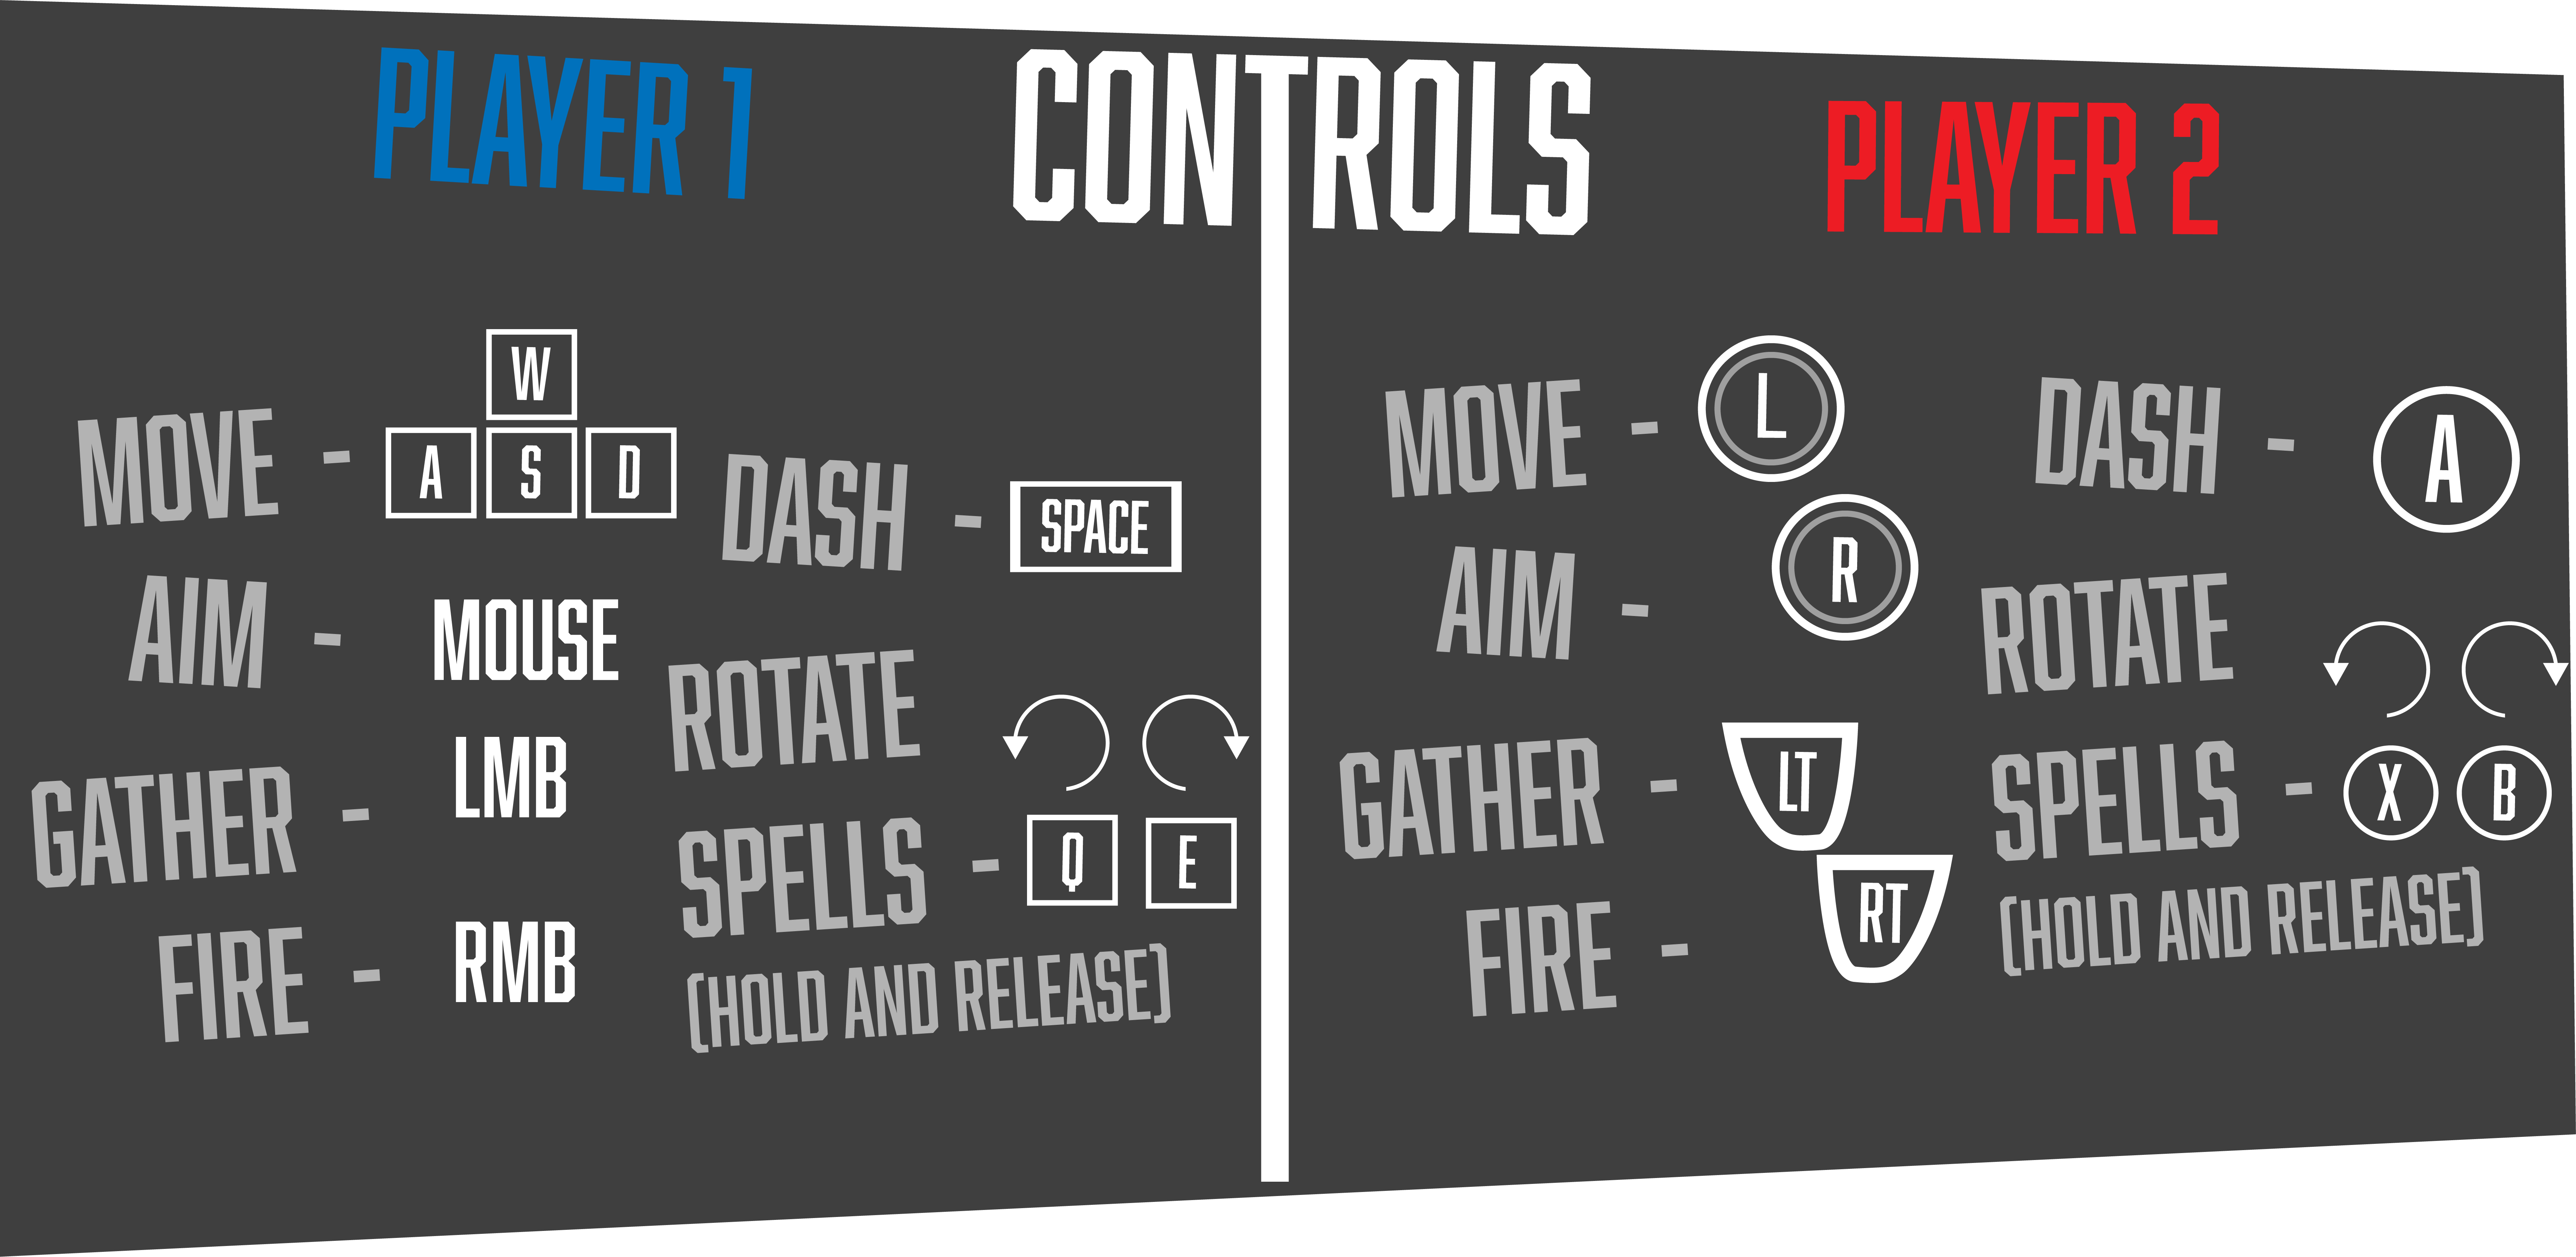 CONTROLS
PLAYER 1
MOVE - W A S D
AIM - MOUSE
GATHER - LMB
FIRE - RMB
DASH - SPACE
ROTATE
SPELLS - Q E
(HOLD AND RELEASE)
PLAYER 2
MOVE - L
AIM - R
GATHER - LT
FIRE - RT
DASH - A
ROTATE
SPELLS - X B
(HOLD AND RELEASE)